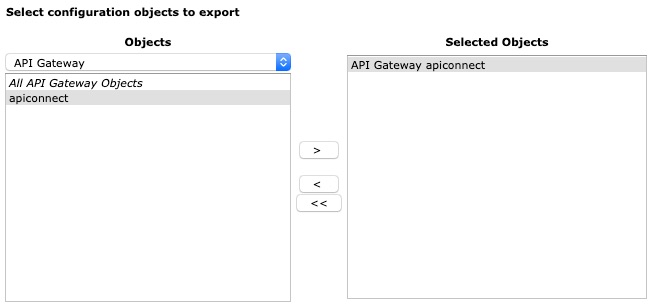 Select configuration objects to export
Objects
Selected Objects
API Gateway
All API Gateway Objects
apiconnect
API Gateway apiconnect
>
<
<<